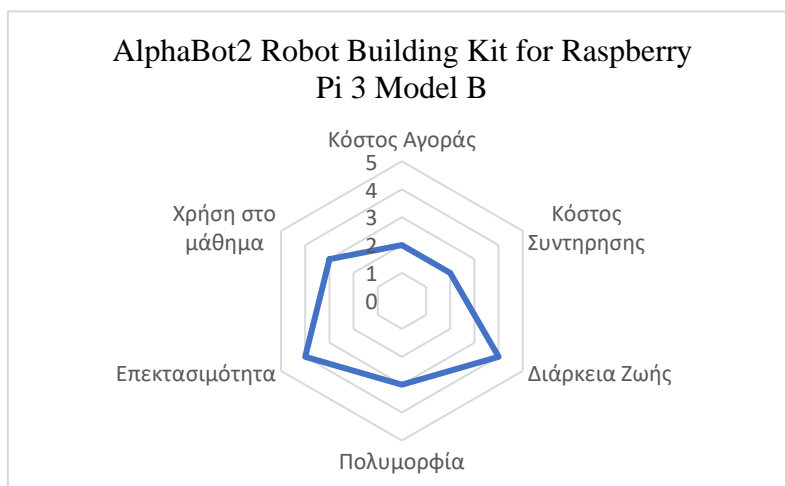 AlphaBot2 Robot Building Kit for Raspberry
Pi 3 Model B
Κόστος Αγοράς
5
4
3
2
1
0
Κόστος
Συντηρησης
Διάρκεια Ζωής
Πολυμορφία
Επεκτασιμότητα
Χρήση στο
μάθημα